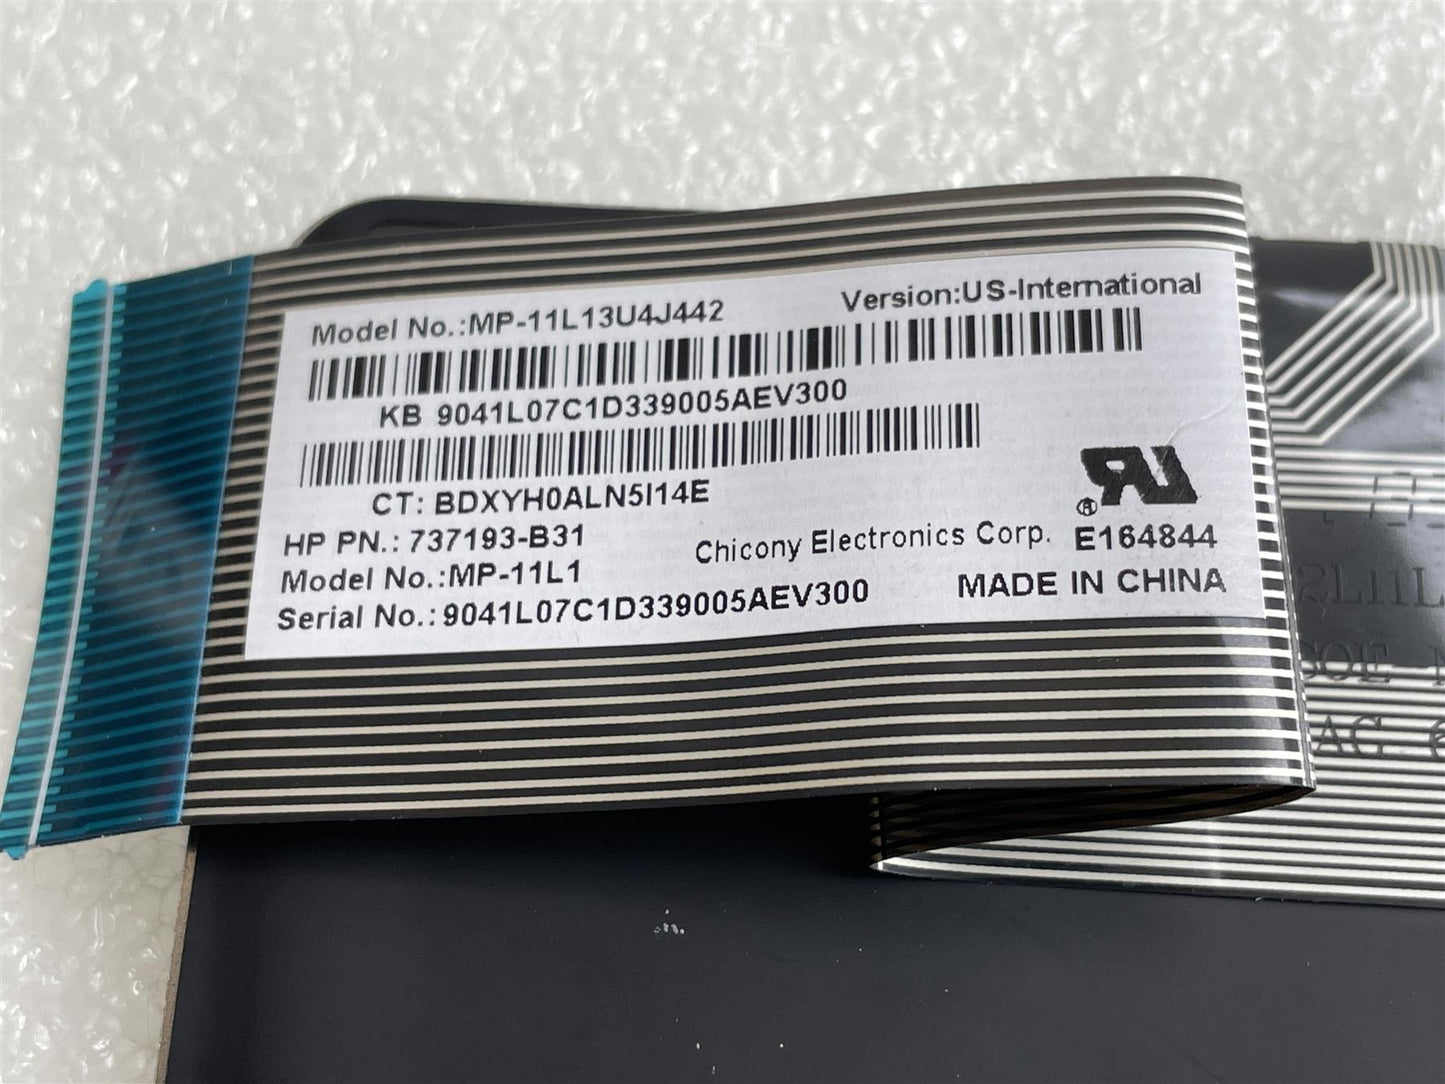 Model No.:MP-11L13U4J442 Version:US-International
KB 9041L07C1D339005AEV300
CT: BDXYH0ALN5I14E
HP PN.: 737193-B31
Chicony Electronics Corp. E164844
Model No.:MP-11L1
MADE IN CHINA
Serial No.: 9041L07C1D339005AEV300